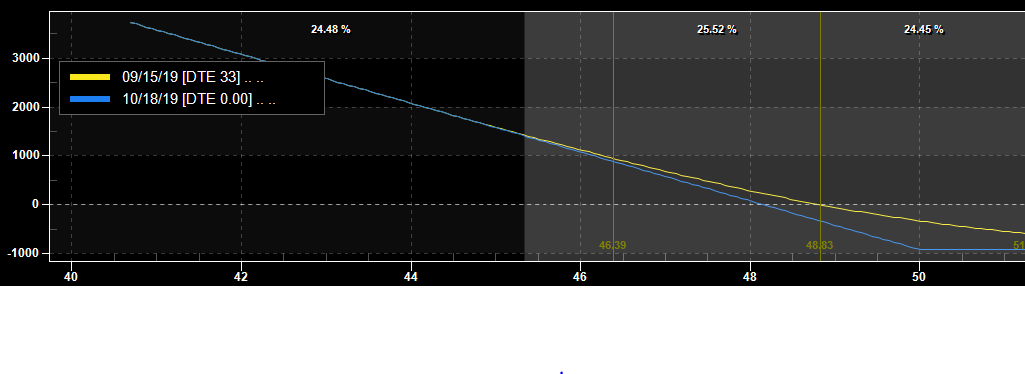 24.48 % 25.52 % 24.45 %
3000
09/15/19 [DTE 33] .. ..
10/18/19 [DTE 0.00] .. ..
2000
1000
0
-1000
46.39 48.83 51
40 42 44 46 48 50